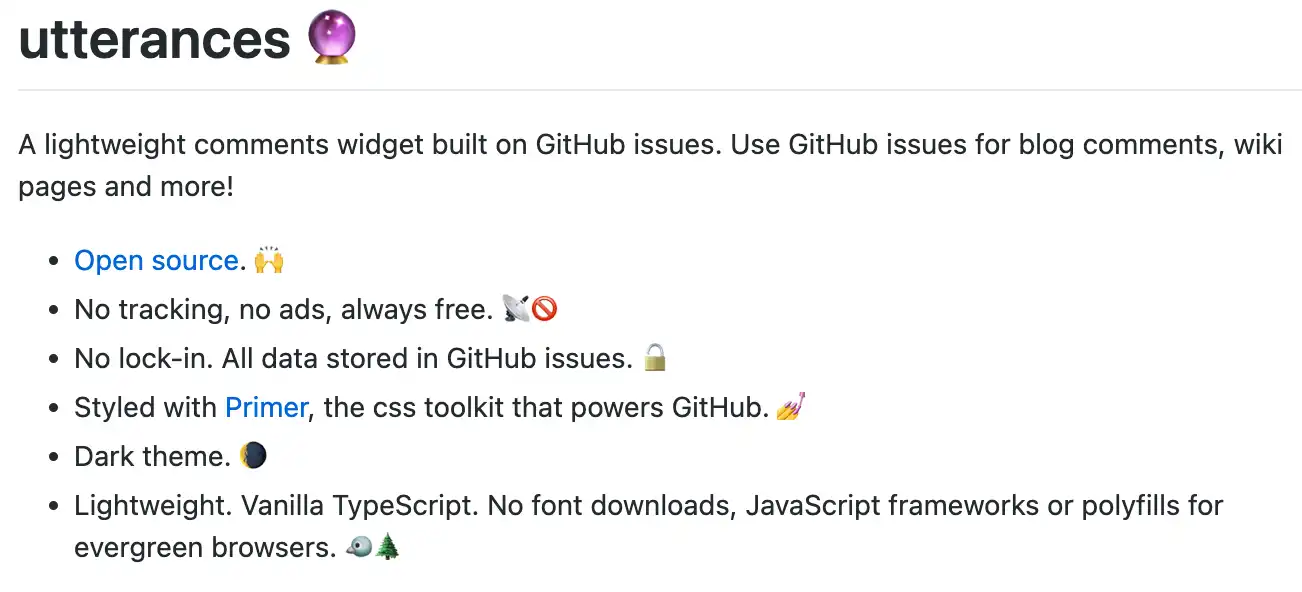 utterances 🔮
A lightweight comments widget built on GitHub issues. Use GitHub issues for blog comments, wiki
pages and more!
• Open source. 🙌
• No tracking, no ads, always free. 📡🚫
• No lock-in. All data stored in GitHub issues. 🔓
• Styled with Primer, the css toolkit that powers GitHub. 💅
• Dark theme. 🌘
• Lightweight. Vanilla TypeScript. No font downloads, JavaScript frameworks or polyfills for
evergreen browsers. 🐦🌲